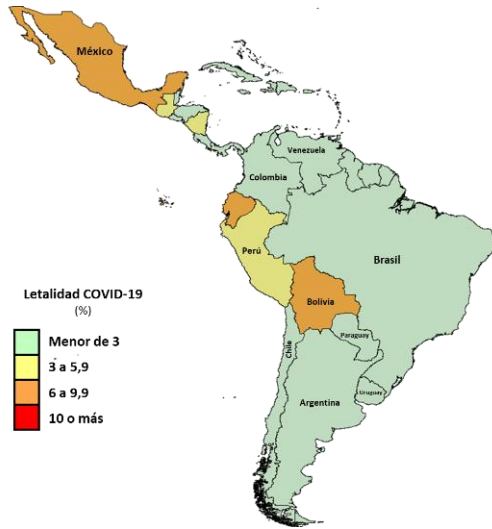 México
Venezuela
Colombia
Perú
Brasil
Bolivia
Paraguay
Chile
Uruguay
Argentina
Letalidad COVID-19
(%)
Menor de 3
3 a 5,9
6 a 9,9
10 o más